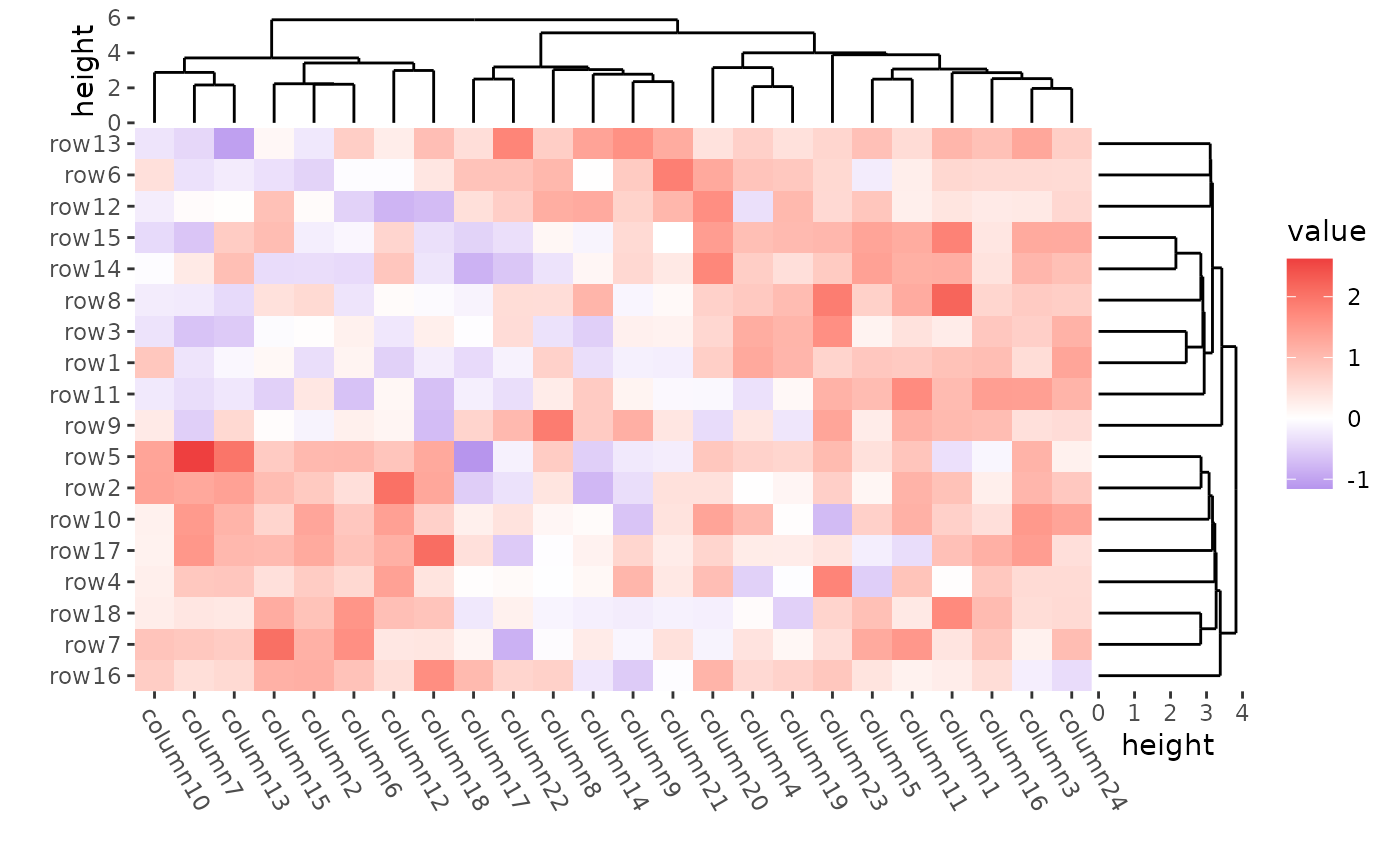 height
6
4
2
0
row13
row6
row12
row15
row14
row8
row3
row1
row11
row9
row5
row2
row10
row17
row4
row18
row7
row16
column10
column7
column13
column15
column2
column6
column12
column18
column17
column22
column8
column14
column9
column21
column20
column4
column19
column23
column5
column11
column1
column16
column3
column24
0 1 2 3 4
height
value
2
1
0
-1